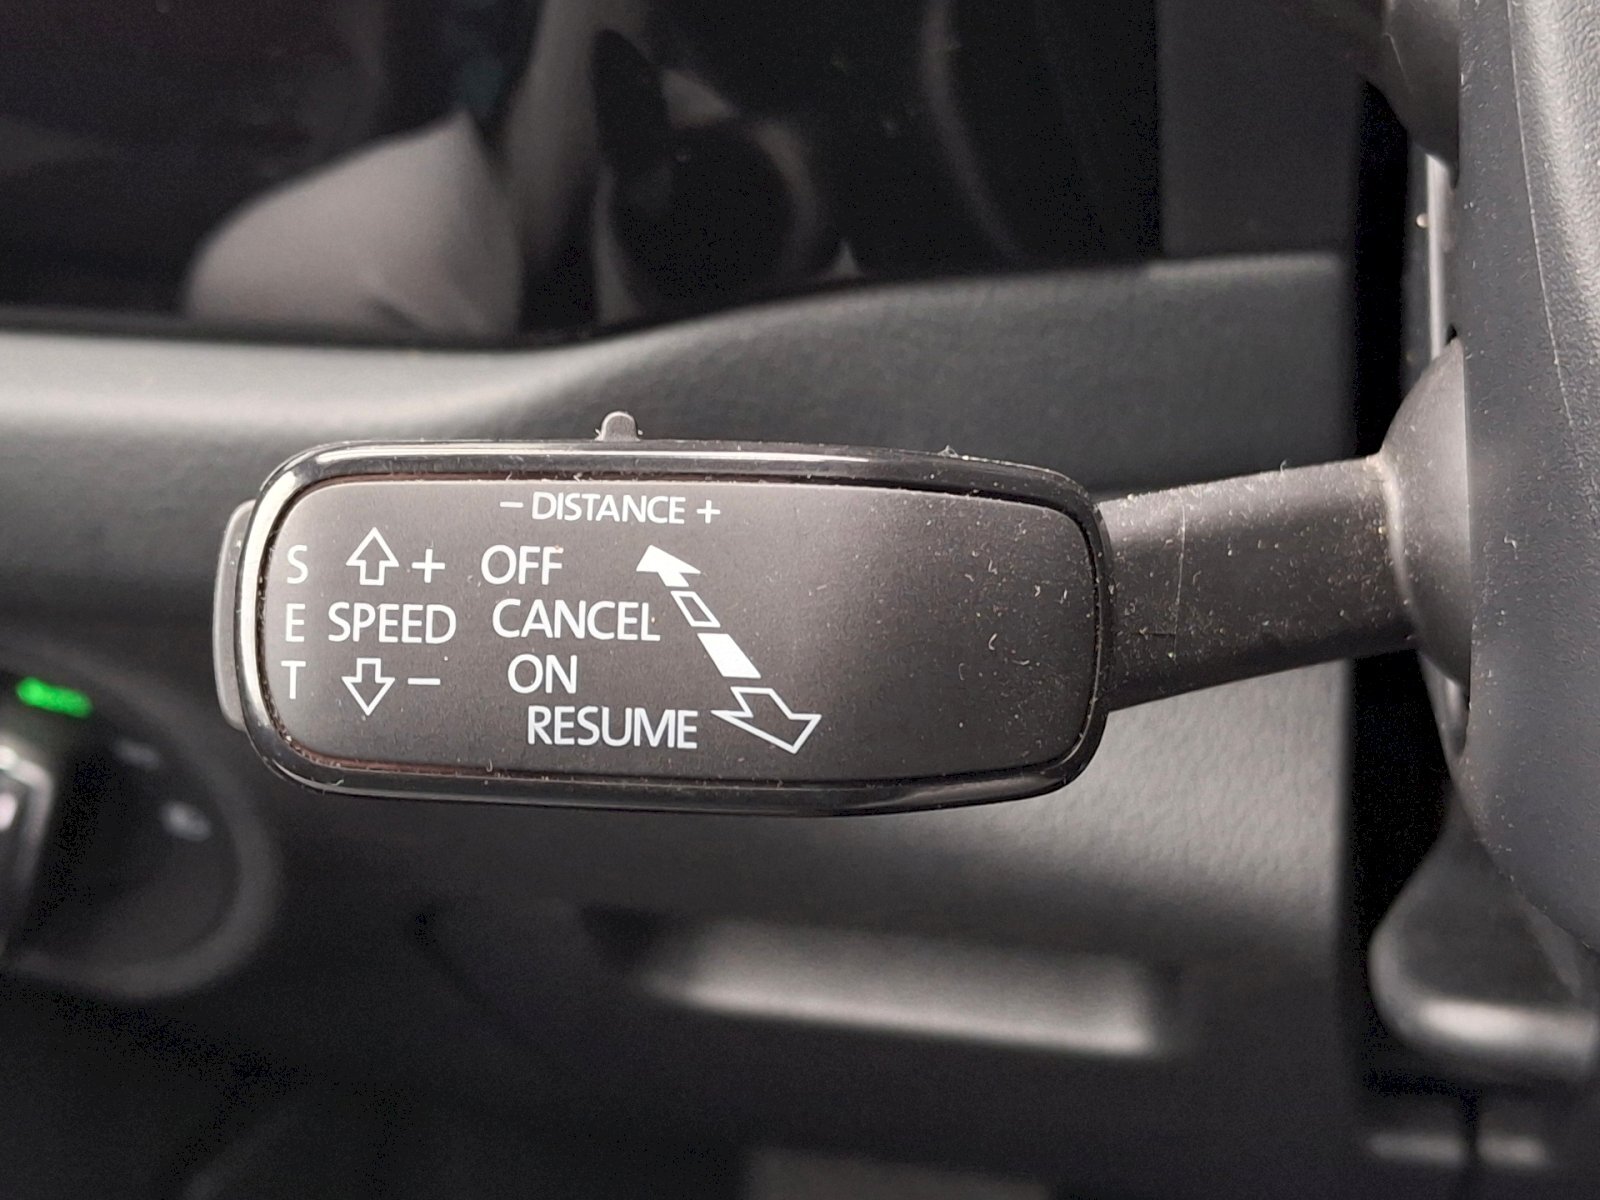 – DISTANCE +
S + OFF
E SPEED CANCEL
T – ON
RESUME